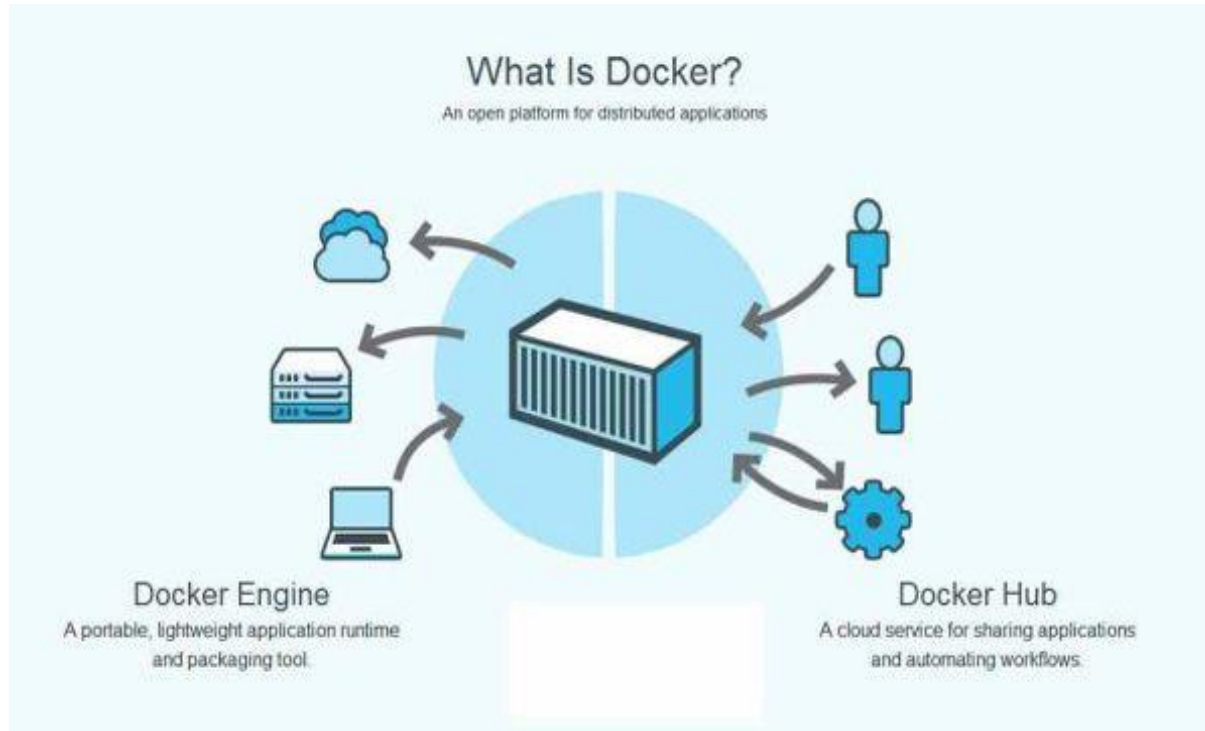 What Is Docker?
An open platform for distributed applications
Docker Engine
A portable, lightweight application runtime
and packaging tool.
Docker Hub
A cloud service for sharing applications
and automating workflows.